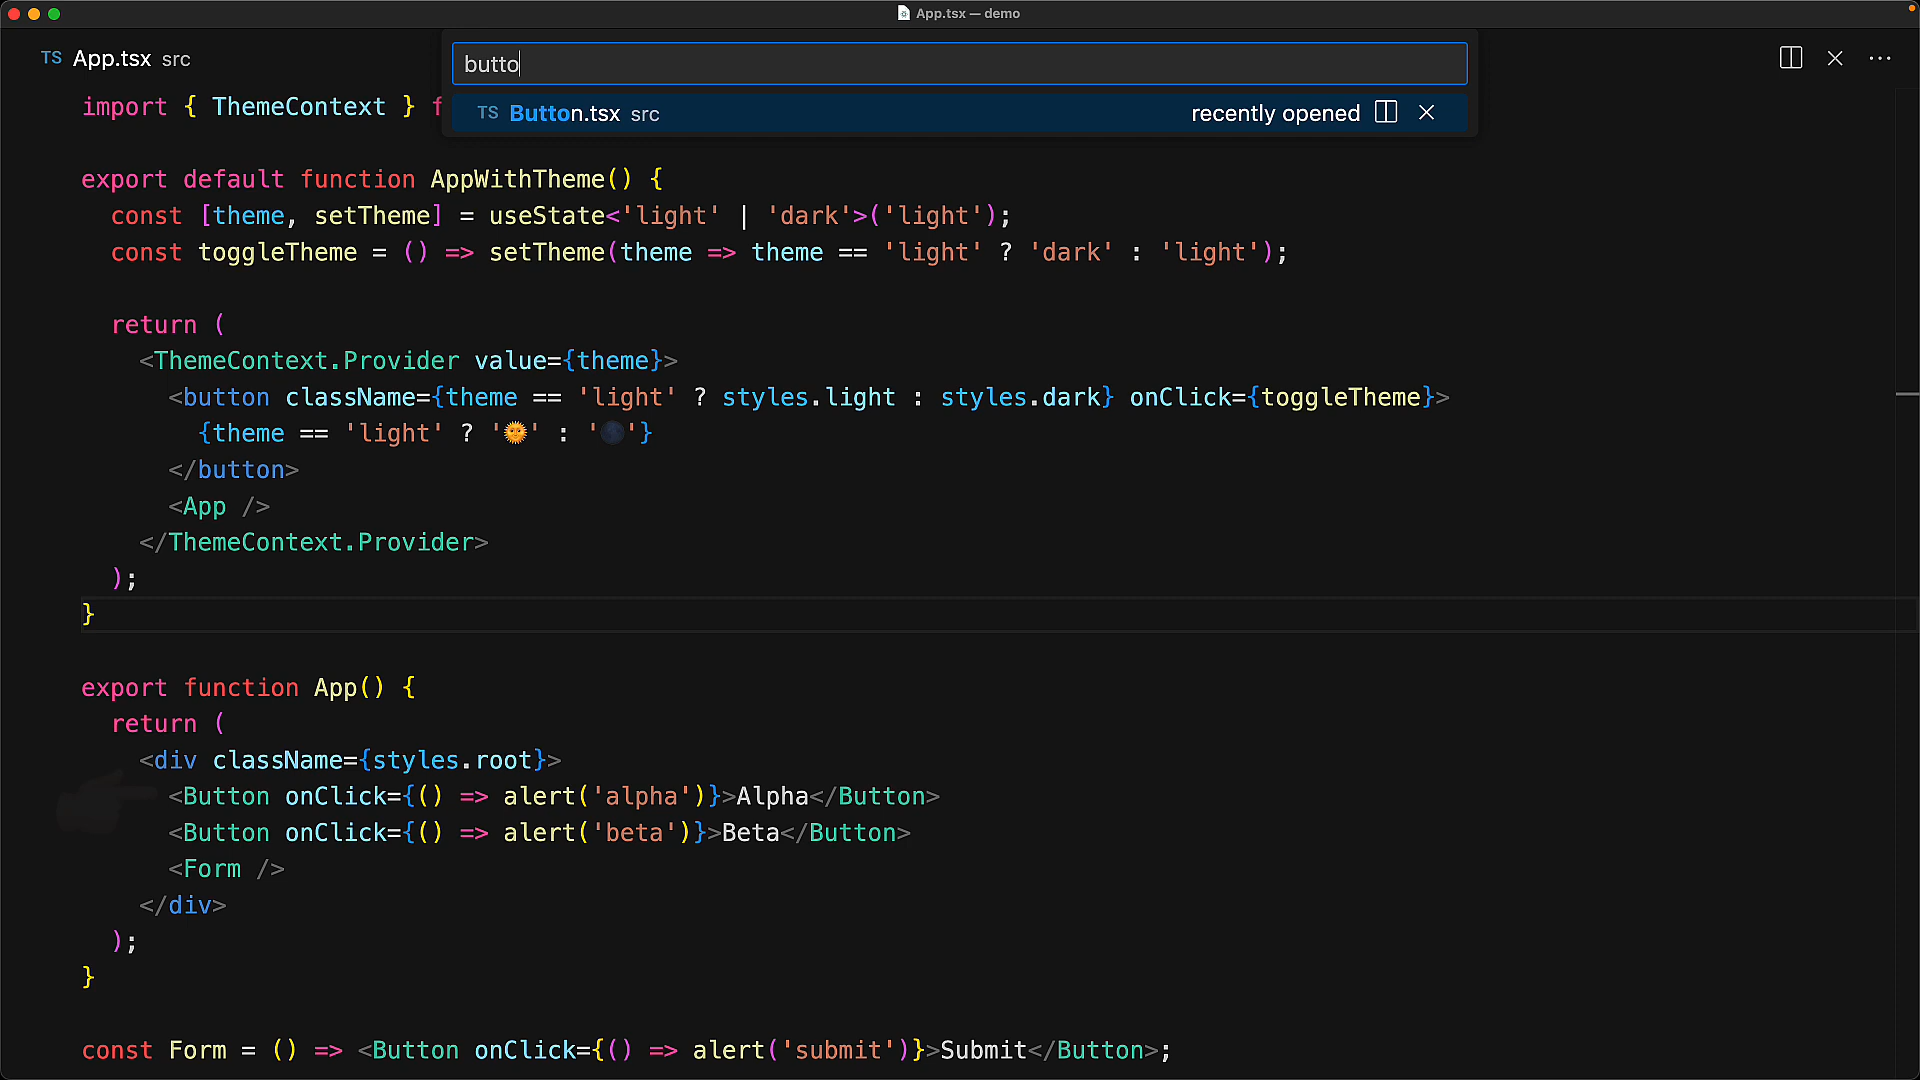 App.tsx — demo
TS App.tsx src
butto
TS Button.tsx src recently opened
import { ThemeContext } f
export default function AppWithTheme() {
  const [theme, setTheme] = useState<'light' | 'dark'>('light');
  const toggleTheme = () => setTheme(theme => theme == 'light' ? 'dark' : 'light');
  return (
    <ThemeContext.Provider value={theme}>
      <button className={theme == 'light' ? styles.light : styles.dark} onClick={toggleTheme}>
        {theme == 'light' ? '🌞' : '🌑'}
      </button>
      <App />
    </ThemeContext.Provider>
  );
}
export function App() {
  return (
    <div className={styles.root}>
      <Button onClick={() => alert('alpha')}>Alpha</Button>
      <Button onClick={() => alert('beta')}>Beta</Button>
      <Form />
    </div>
  );
}
const Form = () => <Button onClick={() => alert('submit')}>Submit</Button>;